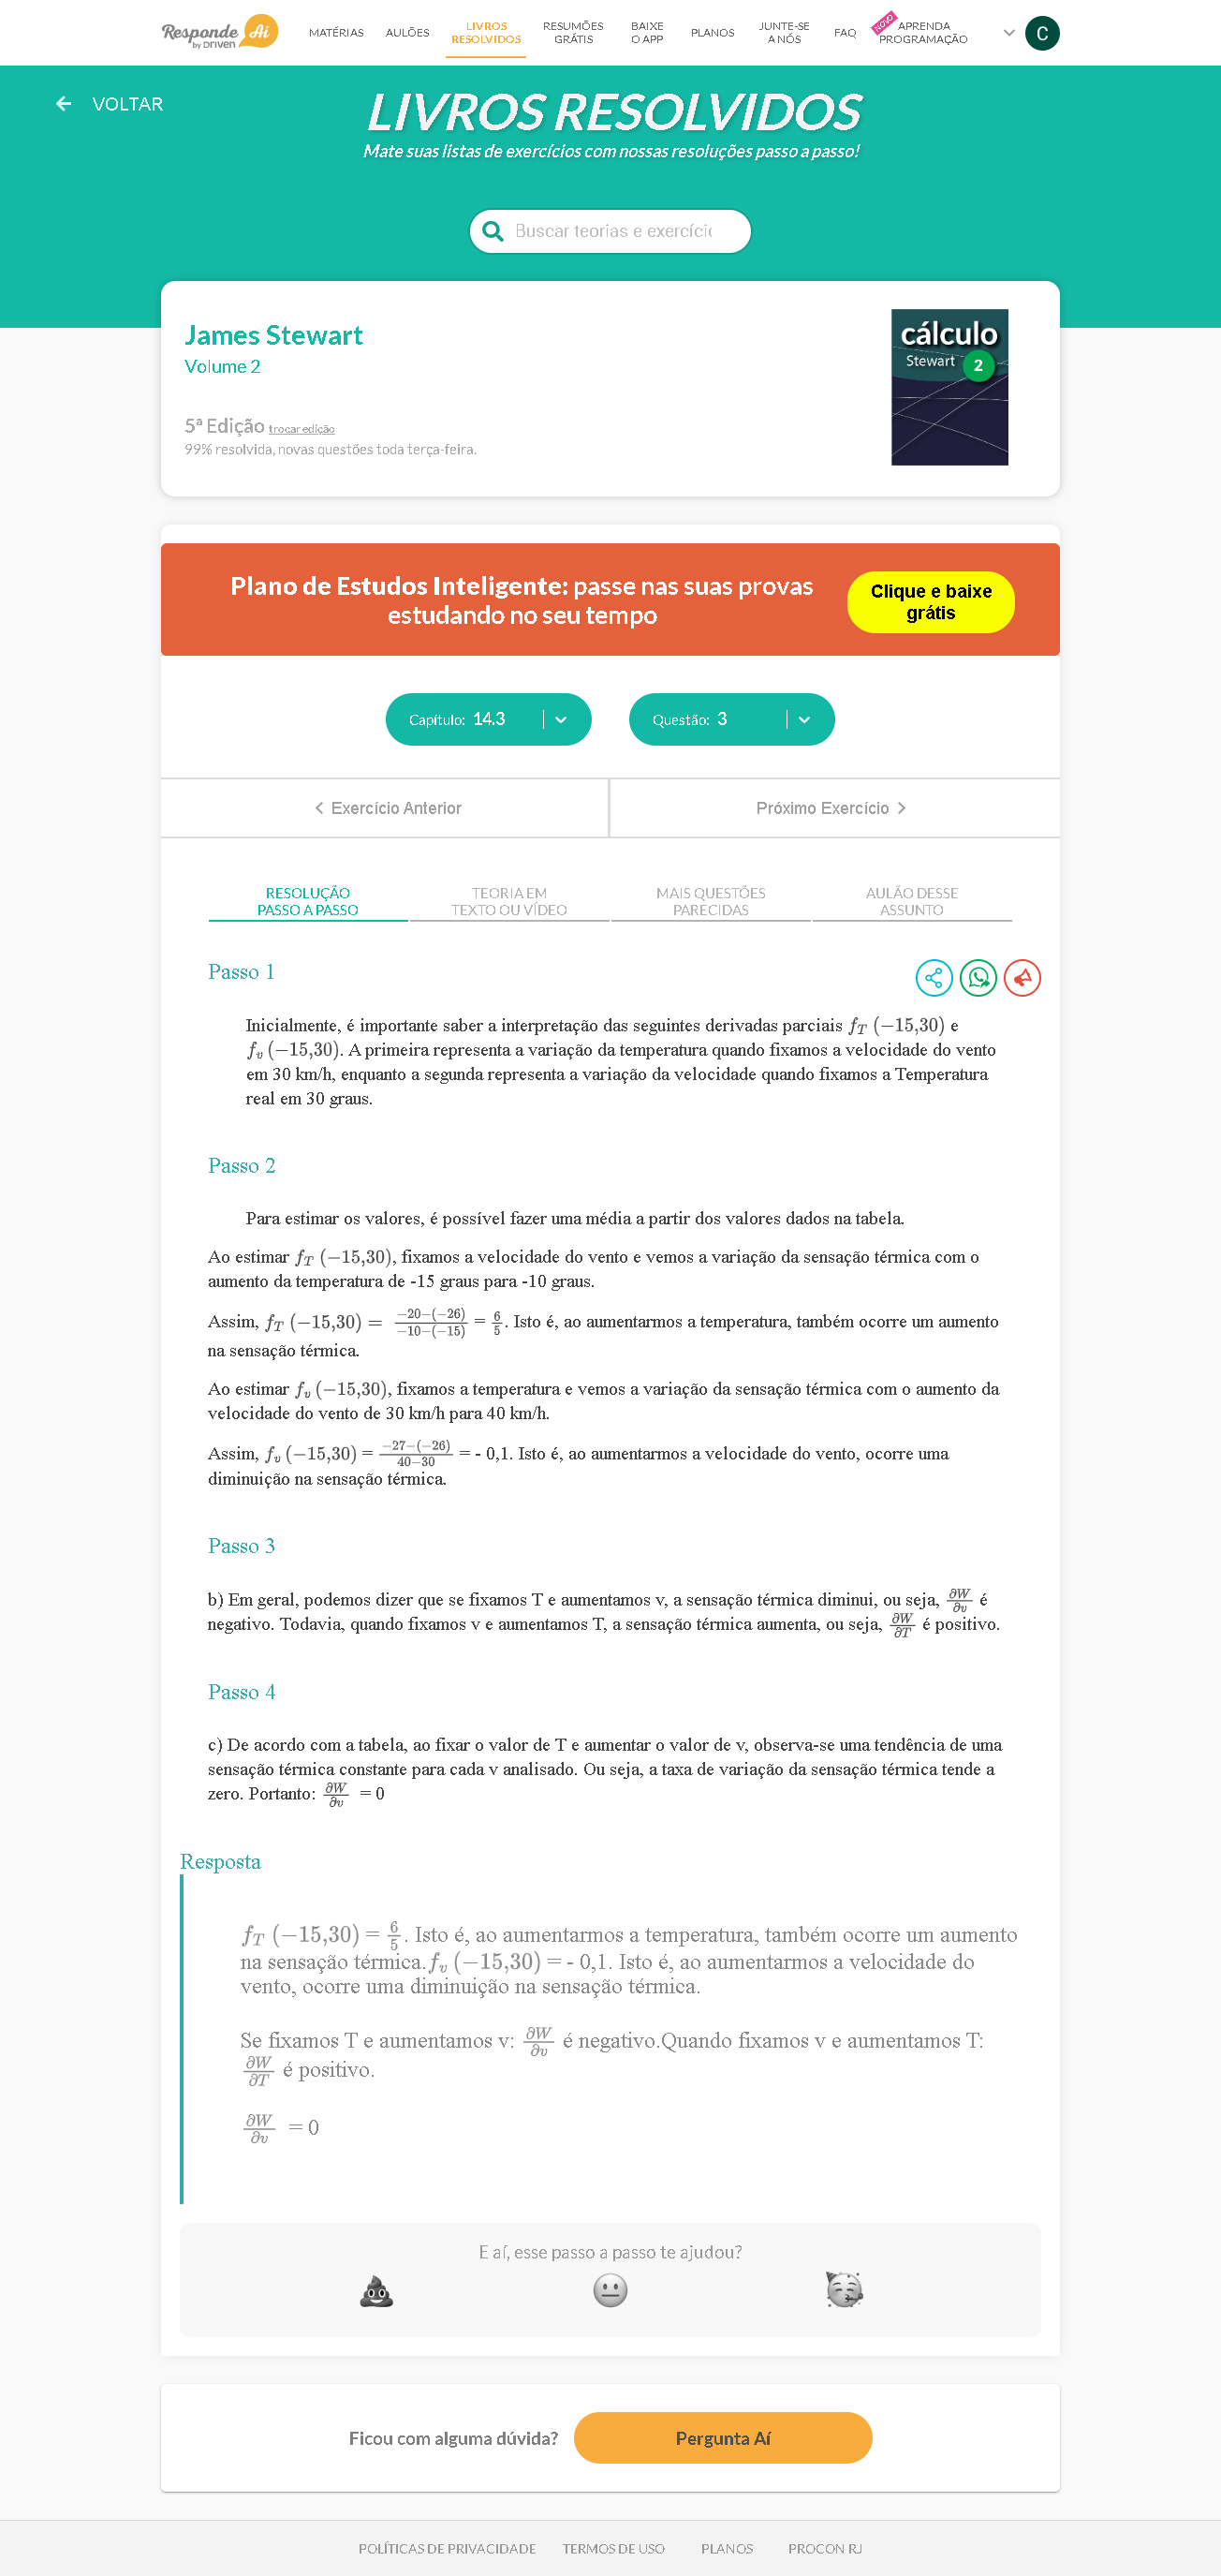 Responde Aí
by DRIVEN
MATÉRIAS
AULÕES
LIVROS
RESOLVIDOS
RESUMÕES
GRÁTIS
BAIXE
O APP
PLANOS
JUNTE-SE
A NÓS
FAQ
NOVO
APRENDA
PROGRAMAÇÃO
C
VOLTAR
LIVROS RESOLVIDOS
Mate suas listas de exercícios com nossas resoluções passo a passo!
Buscar teorias e exercíci
James Stewart
Volume 2
5ª Edição trocar edição
99% resolvida, novas questões toda terça-feira.
cálculo
Stewart 2
Plano de Estudos Inteligente: passe nas suas provas
estudando no seu tempo
Clique e baixe
grátis
Capítulo: 14.3
Questão: 3
Exercício Anterior
Próximo Exercício
RESOLUÇÃO
PASSO A PASSO
TEORIA EM
TEXTO OU VÍDEO
MAIS QUESTÕES
PARECIDAS
AULÃO DESSE
ASSUNTO
Passo 1
Inicialmente, é importante saber a interpretação das seguintes derivadas parciais f_T (−15,30) e
f_v (−15,30). A primeira representa a variação da temperatura quando fixamos a velocidade do vento
em 30 km/h, enquanto a segunda representa a variação da velocidade quando fixamos a Temperatura
real em 30 graus.
Passo 2
Para estimar os valores, é possível fazer uma média a partir dos valores dados na tabela.
Ao estimar f_T (−15,30), fixamos a velocidade do vento e vemos a variação da sensação térmica com o
aumento da temperatura de -15 graus para -10 graus.
Assim, f_T (−15,30) = \frac{−20−(−26)}{−10−(−15)} = \frac{6}{5}. Isto é, ao aumentarmos a temperatura, também ocorre um aumento
na sensação térmica.
Ao estimar f_v (−15,30), fixamos a temperatura e vemos a variação da sensação térmica com o aumento da
velocidade do vento de 30 km/h para 40 km/h.
Assim, f_v (−15,30) = \frac{−27−(−26)}{40−30} = - 0,1. Isto é, ao aumentarmos a velocidade do vento, ocorre uma
diminuição na sensação térmica.
Passo 3
b) Em geral, podemos dizer que se fixamos T e aumentamos v, a sensação térmica diminui, ou seja, \frac{∂W}{∂v} é
negativo. Todavia, quando fixamos v e aumentamos T, a sensação térmica aumenta, ou seja, \frac{∂W}{∂T} é positivo.
Passo 4
c) De acordo com a tabela, ao fixar o valor de T e aumentar o valor de v, observa-se uma tendência de uma
sensação térmica constante para cada v analisado. Ou seja, a taxa de variação da sensação térmica tende a
zero. Portanto: \frac{∂W}{∂v} = 0
Resposta
f_T (−15,30) = \frac{6}{5}. Isto é, ao aumentarmos a temperatura, também ocorre um aumento
na sensação térmica.f_v (−15,30) = - 0,1. Isto é, ao aumentarmos a velocidade do
vento, ocorre uma diminuição na sensação térmica.
Se fixamos T e aumentamos v: \frac{∂W}{∂v} é negativo.Quando fixamos v e aumentamos T:
\frac{∂W}{∂T} é positivo.
\frac{∂W}{∂v} = 0
E aí, esse passo a passo te ajudou?
Ficou com alguma dúvida?
Pergunta Aí
POLÍTICAS DE PRIVACIDADE
TERMOS DE USO
PLANOS
PROCON RJ